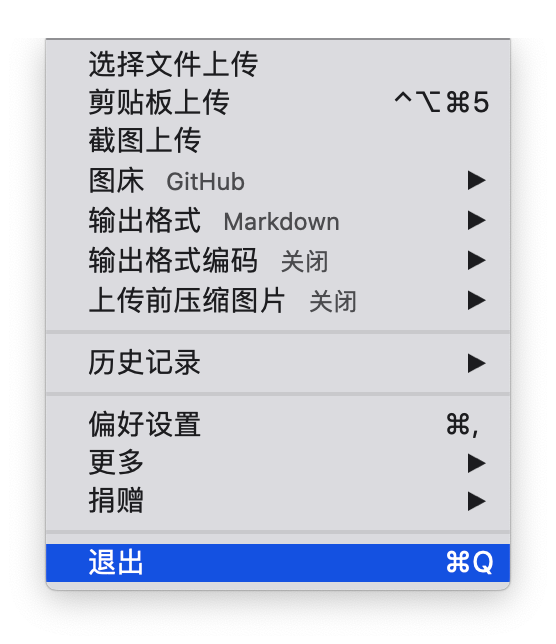 选择文件上传
剪贴板上传 ^⌥⌘5
截图上传
图床 GitHub ▶
输出格式 Markdown ▶
输出格式编码 关闭 ▶
上传前压缩图片 关闭 ▶
历史记录 ▶
偏好设置 ⌘,
更多 ▶
捐赠 ▶
退出 ⌘Q